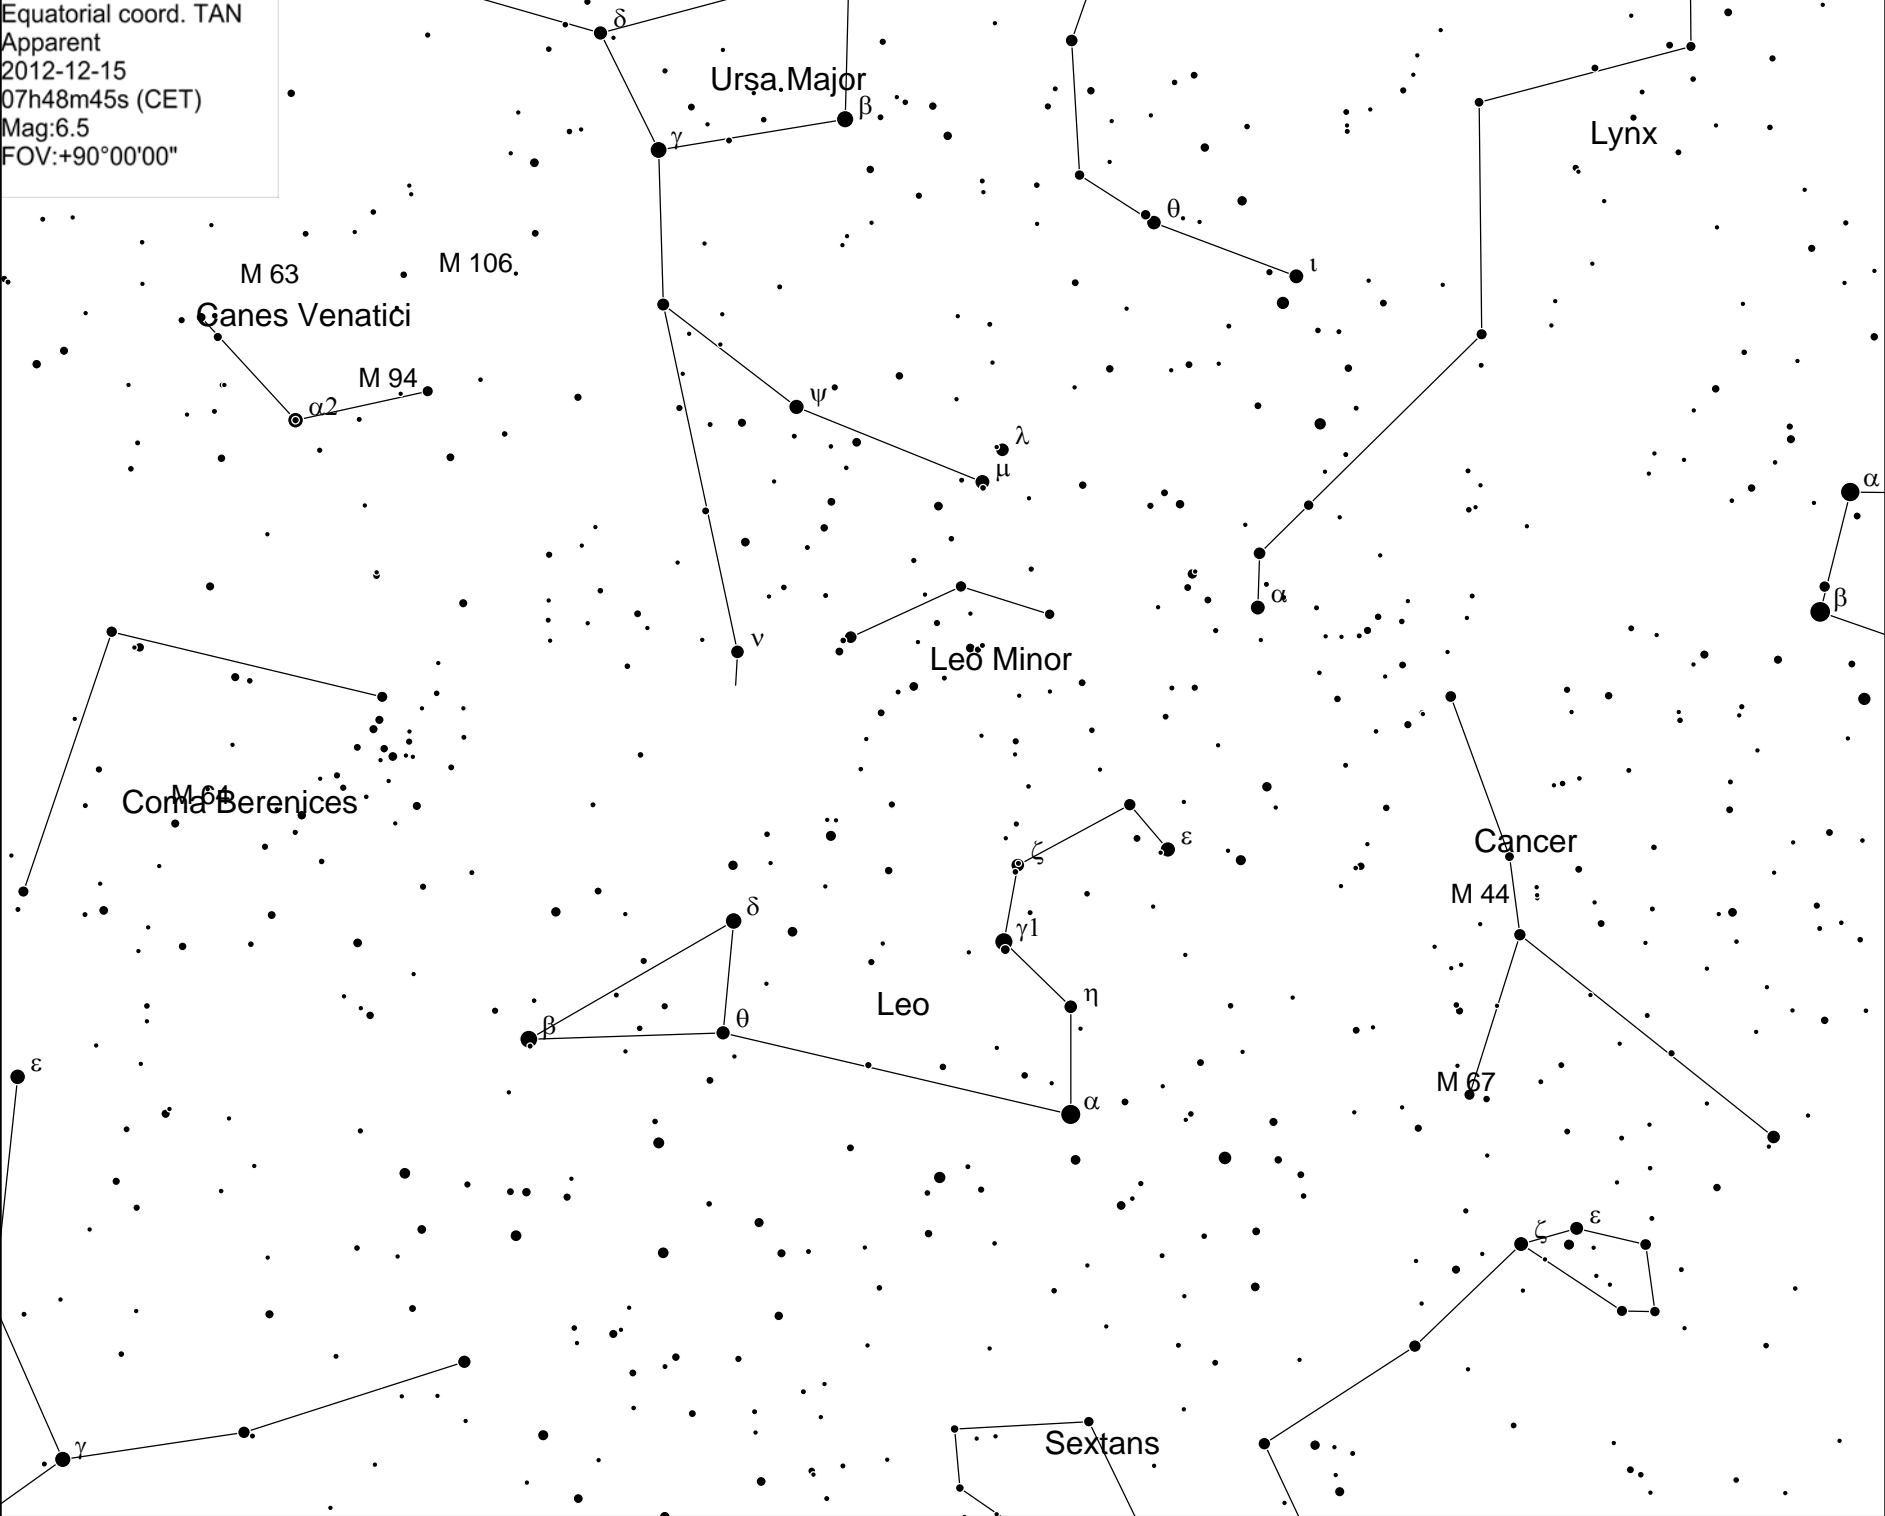 Equatorial coord. TAN
Apparent
2012-12-15
07h48m45s (CET)
Mag:6.5
FOV:+90°00'00"
δ
Ursa Major
β
γ
Lynx
θ
ι
M 106
M 63
Canes Venatici
M 94
α2
ψ
λ
μ
α
β
α
ν
Leo Minor
M 64
Coma Berenices
Cancer
ζ
ε
M 44
δ
γ1
η
Leo
β
θ
ε
M 67
α
ζ
ε
γ
Sextans